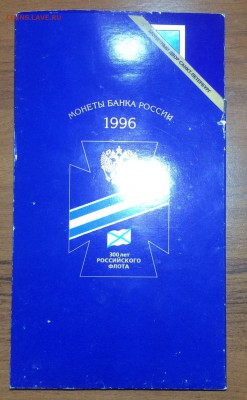 МОНЕТЫ БАНКА РОССИИ
1996
300 лет
РОССИЙСКОГО
ФЛОТА